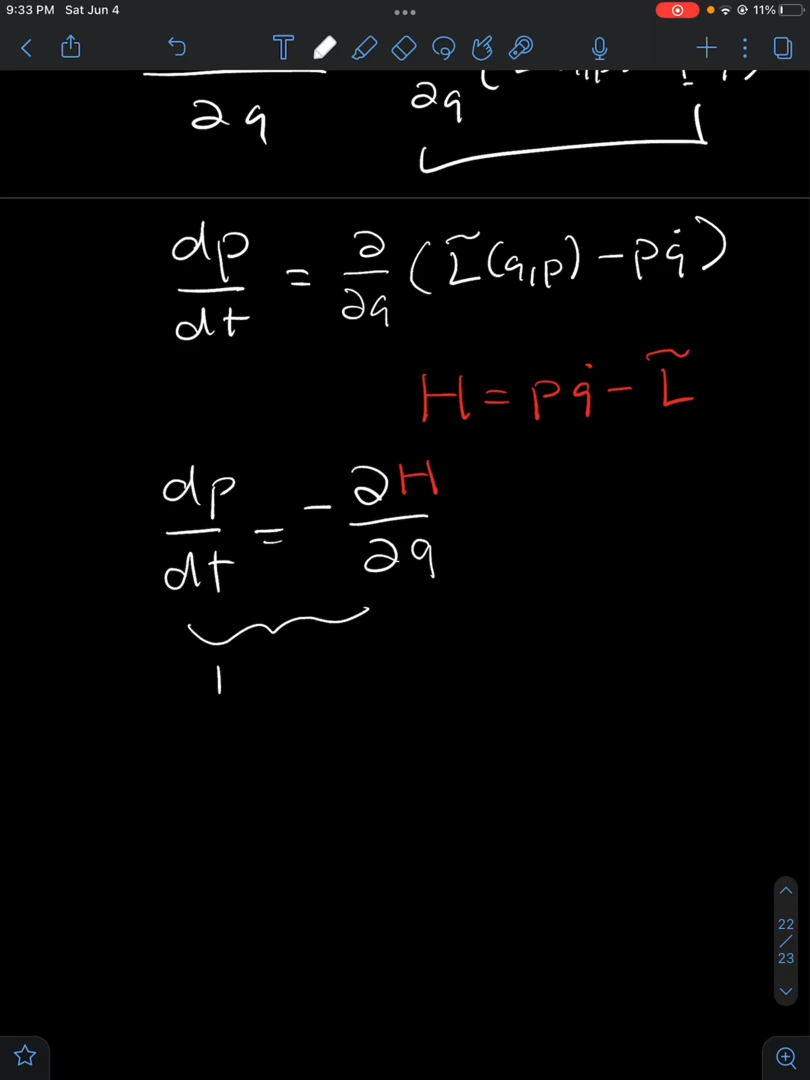 9:33 PM Sat Jun 4 11%
∂q ∂q
dp/dt = ∂/∂q (L̃(q,p) − pq̇)
H = pq̇ − L̃
dp/dt = − ∂H/∂q
22
/
23